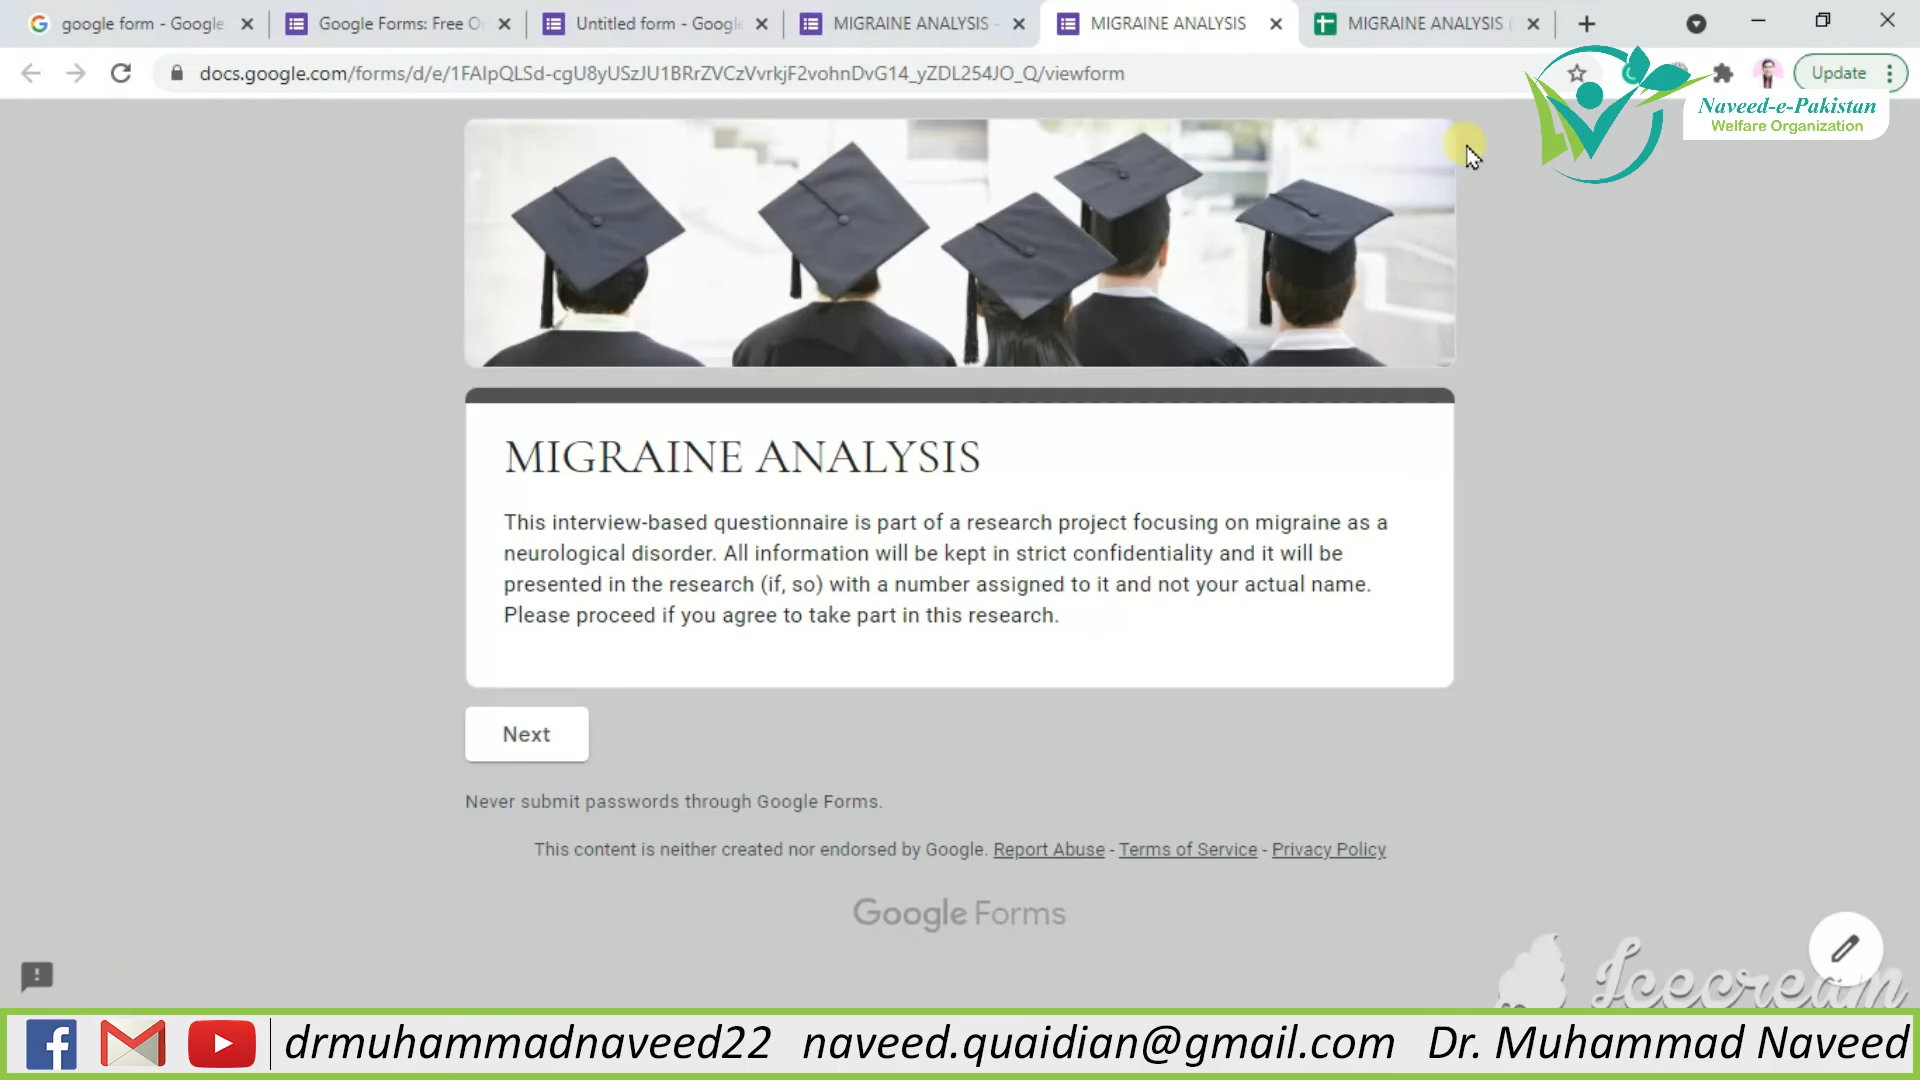 google form - Google
Google Forms: Free O
Untitled form - Google
MIGRAINE ANALYSIS -
MIGRAINE ANALYSIS
MIGRAINE ANALYSIS (
docs.google.com/forms/d/e/1FAIpQLSd-cgU8yUSzJU1BRrZVCzVvrkjF2vohnDvG14_yZDL254JO_Q/viewform
Update
Naveed-e-Pakistan
Welfare Organization
MIGRAINE ANALYSIS
This interview-based questionnaire is part of a research project focusing on migraine as a
neurological disorder. All information will be kept in strict confidentiality and it will be
presented in the research (if, so) with a number assigned to it and not your actual name.
Please proceed if you agree to take part in this research.
Next
Never submit passwords through Google Forms.
This content is neither created nor endorsed by Google. Report Abuse - Terms of Service - Privacy Policy
Google Forms
Icecream
drmuhammadnaveed22 naveed.quaidian@gmail.com Dr. Muhammad Naveed